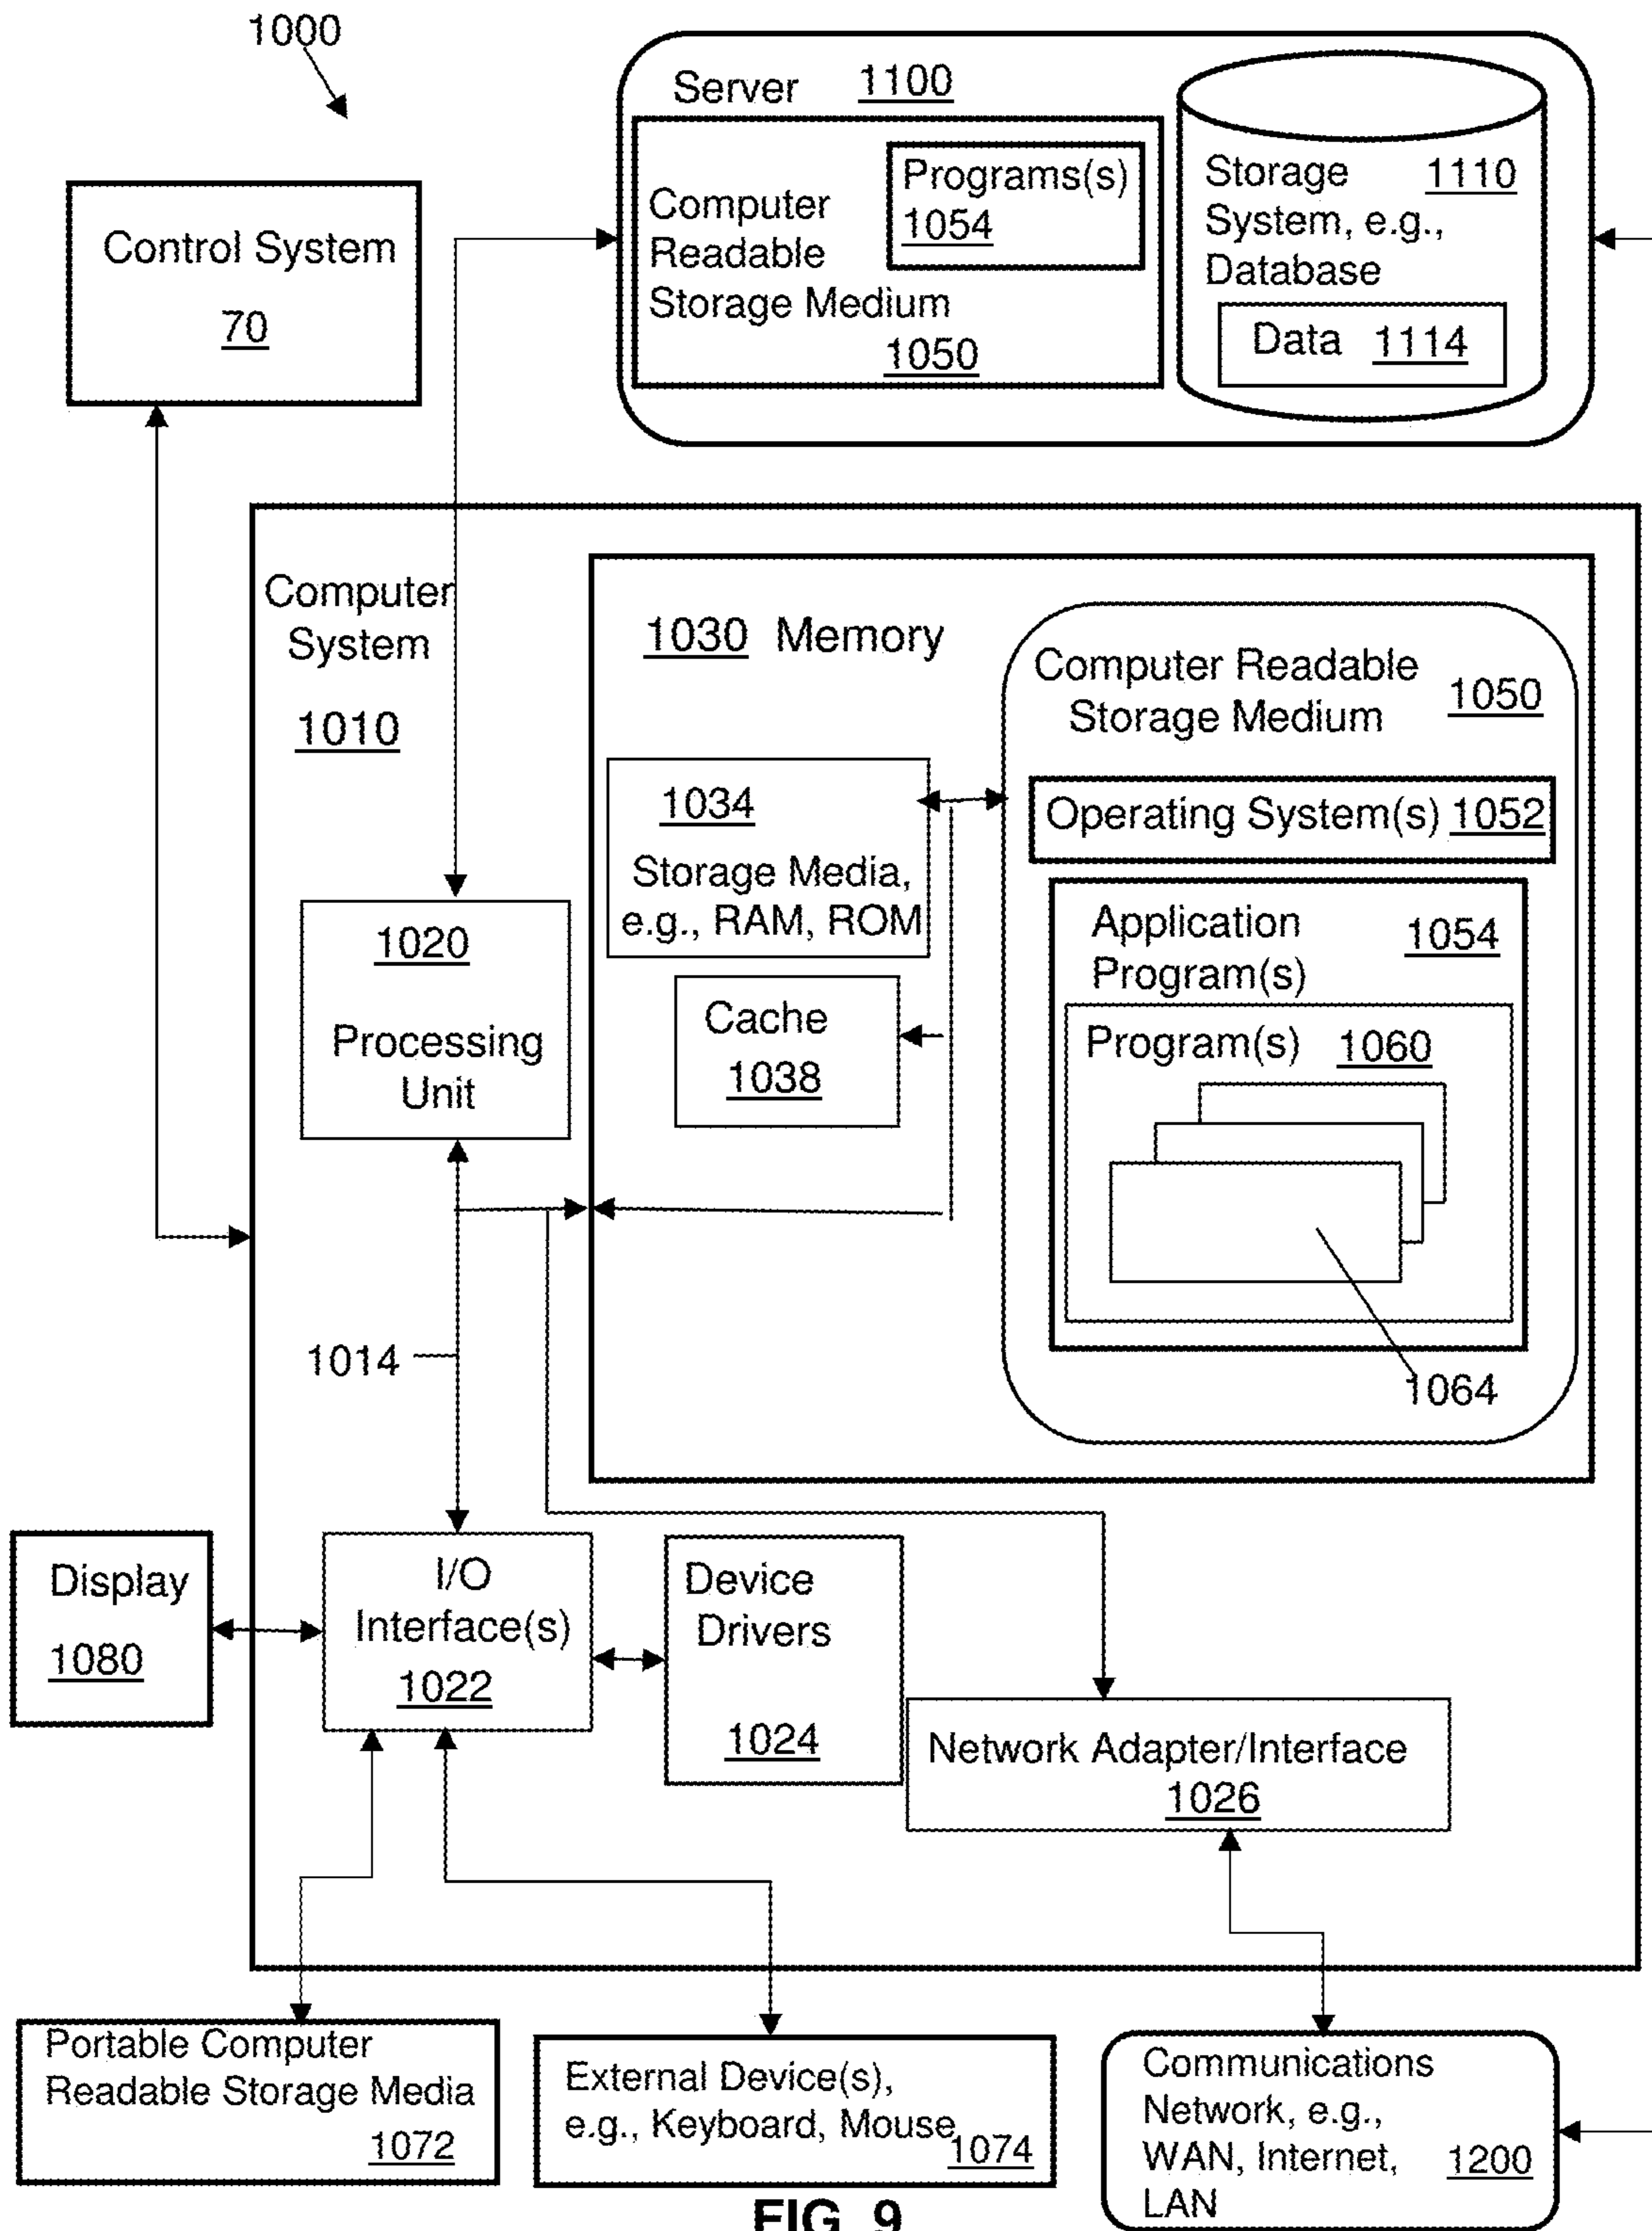 1000
Server 1100
Programs(s)
1054
Computer
Readable
Storage Medium
1050
Storage 1110
System, e.g.,
Database
Data 1114
Control System
70
Computer
System
1010
1030 Memory
Computer Readable
Storage Medium
1050
1034
Storage Media,
e.g., RAM, ROM
Operating System(s) 1052
Cache
1038
Application
Program(s)
1054
Program(s) 1060
1064
1020
Processing
Unit
1014
Display
1080
I/O
Interface(s)
1022
Device
Drivers
1024
Network Adapter/Interface
1026
Portable Computer
Readable Storage Media
1072
External Device(s),
e.g., Keyboard, Mouse
1074
Communications
Network, e.g.,
WAN, Internet,
LAN
1200
FIG. 9